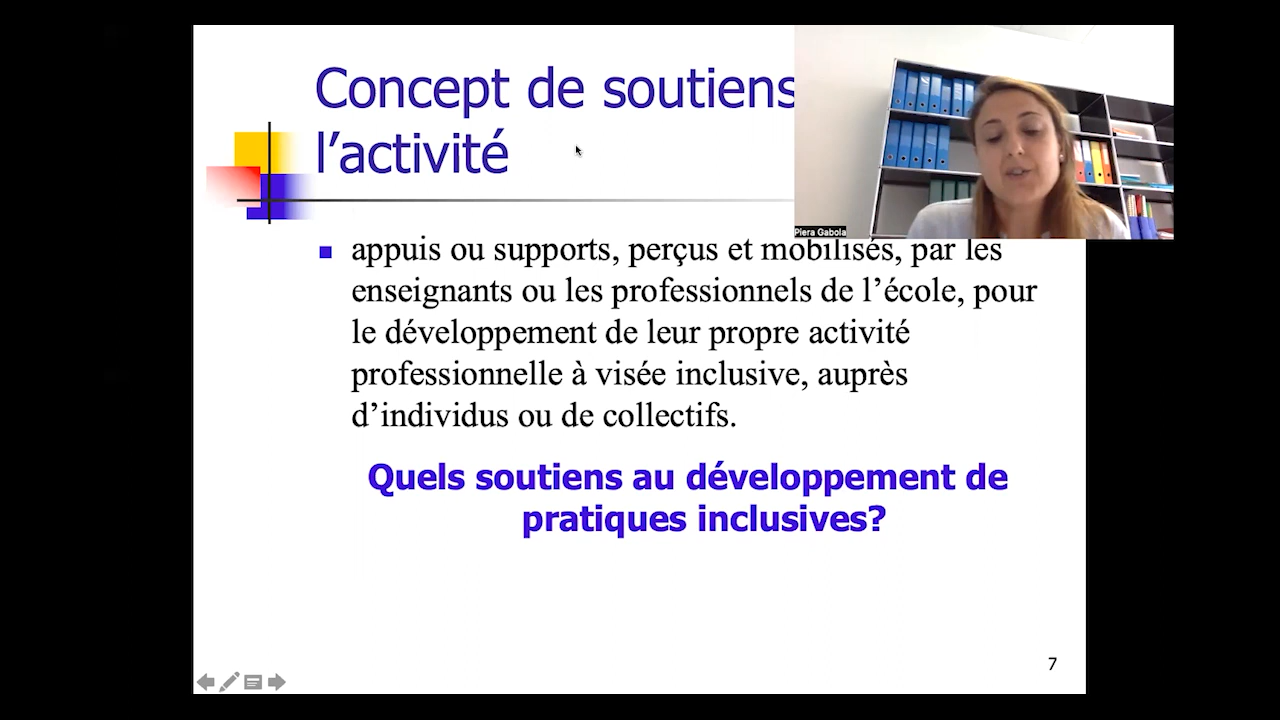 Concept de soutiens
l’activité
Piera Gabola
appuis ou supports, perçus et mobilisés, par les
enseignants ou les professionnels de l’école, pour
le développement de leur propre activité
professionnelle à visée inclusive, auprès
d’individus ou de collectifs.
Quels soutiens au développement de
pratiques inclusives?
7